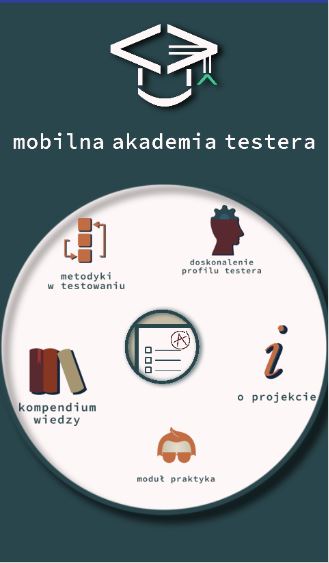 mobilna akademia testera
metodyki
w testowaniu
doskonalenie
profilu testera
A
kompendium
wiedzy
o projekcie
moduł praktyka